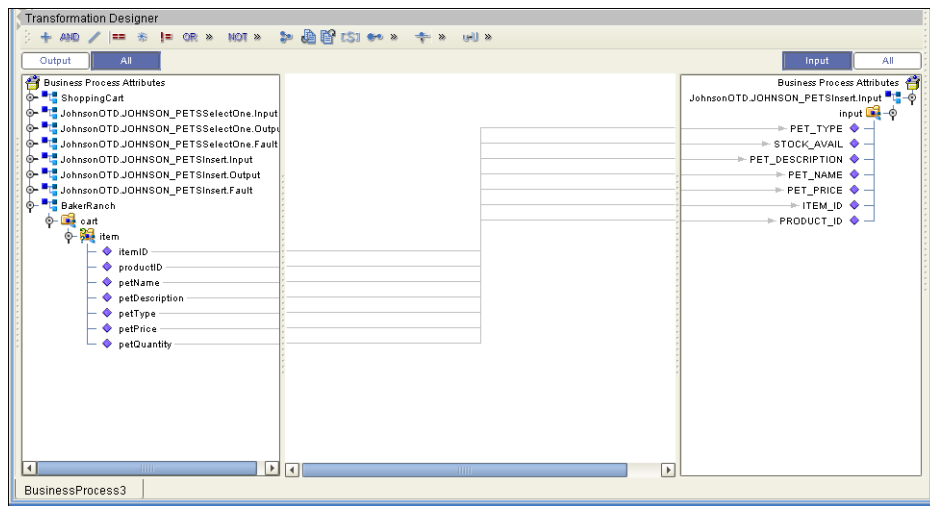 Transformation Designer
AND == != OR » NOT » [S] » » »
Output All Input All
Business Process Attributes
ShoppingCart
JohnsonOTD.JOHNSON_PETSSelectOne.Input
JohnsonOTD.JOHNSON_PETSSelectOne.Outpu
JohnsonOTD.JOHNSON_PETSSelectOne.Fault
JohnsonOTD.JOHNSON_PETSInsert.Input
JohnsonOTD.JOHNSON_PETSInsert.Output
JohnsonOTD.JOHNSON_PETSInsert.Fault
BakerRanch
cart
item
itemID
productID
petName
petDescription
petType
petPrice
petQuantity
Business Process Attributes
JohnsonOTD.JOHNSON_PETSInsert.Input
input
PET_TYPE
STOCK_AVAIL
PET_DESCRIPTION
PET_NAME
PET_PRICE
ITEM_ID
PRODUCT_ID
BusinessProcess3